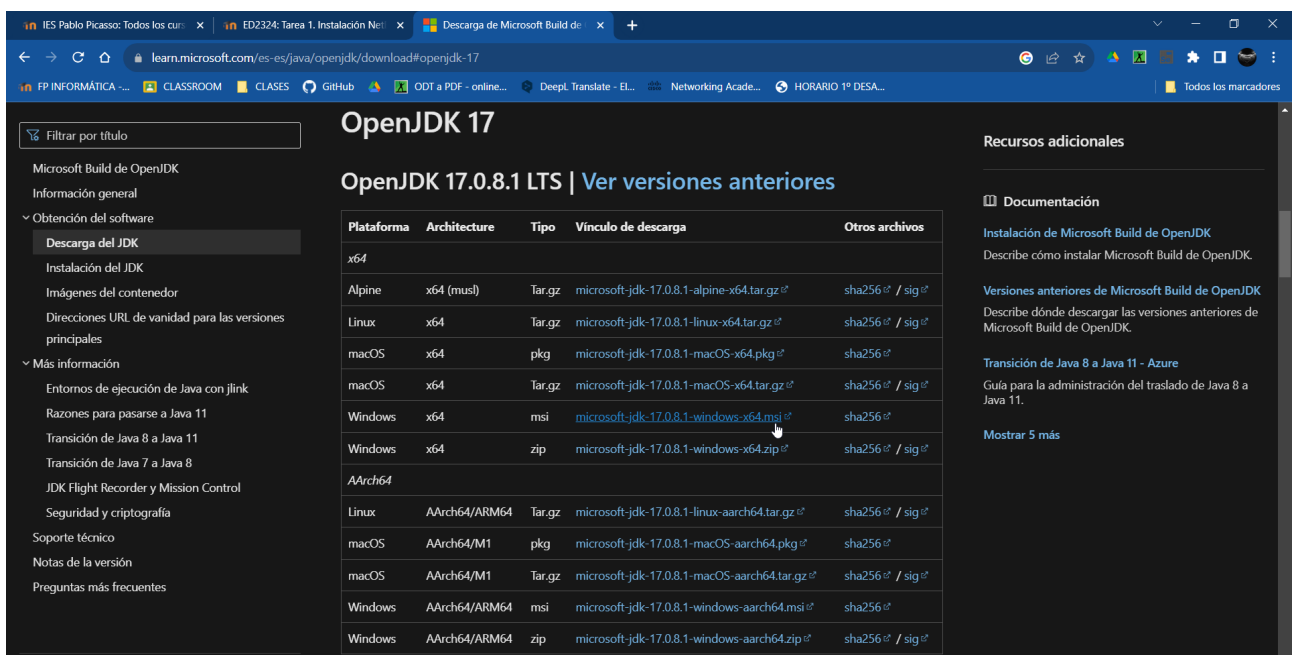 IES Pablo Picasso: Todos los curs
ED2324: Tarea 1. Instalación Net
Descarga de Microsoft Build de
learn.microsoft.com/es-es/java/openjdk/download#openjdk-17
FP INFORMÁTICA -... CLASSROOM CLASES GitHub ODT a PDF - online... DeepL Translate - El... Networking Acade... HORARIO 1º DESA... Todos los marcadores
Filtrar por título
Microsoft Build de OpenJDK
Información general
Obtención del software
Descarga del JDK
Instalación del JDK
Imágenes del contenedor
Direcciones URL de vanidad para las versiones
principales
Más información
Entornos de ejecución de Java con jlink
Razones para pasarse a Java 11
Transición de Java 8 a Java 11
Transición de Java 7 a Java 8
JDK Flight Recorder y Mission Control
Seguridad y criptografía
Soporte técnico
Notas de la versión
Preguntas más frecuentes
OpenJDK 17
OpenJDK 17.0.8.1 LTS | Ver versiones anteriores
Plataforma Architecture Tipo Vínculo de descarga Otros archivos
x64
Alpine x64 (musl) Tar.gz microsoft-jdk-17.0.8.1-alpine-x64.tar.gz sha256 / sig
Linux x64 Tar.gz microsoft-jdk-17.0.8.1-linux-x64.tar.gz sha256 / sig
macOS x64 pkg microsoft-jdk-17.0.8.1-macOS-x64.pkg sha256
macOS x64 Tar.gz microsoft-jdk-17.0.8.1-macOS-x64.tar.gz sha256 / sig
Windows x64 msi microsoft-jdk-17.0.8.1-windows-x64.msi sha256
Windows x64 zip microsoft-jdk-17.0.8.1-windows-x64.zip sha256 / sig
AArch64
Linux AArch64/ARM64 Tar.gz microsoft-jdk-17.0.8.1-linux-aarch64.tar.gz sha256 / sig
macOS AArch64/M1 pkg microsoft-jdk-17.0.8.1-macOS-aarch64.pkg sha256
macOS AArch64/M1 Tar.gz microsoft-jdk-17.0.8.1-macOS-aarch64.tar.gz sha256 / sig
Windows AArch64/ARM64 msi microsoft-jdk-17.0.8.1-windows-aarch64.msi sha256
Windows AArch64/ARM64 zip microsoft-jdk-17.0.8.1-windows-aarch64.zip sha256 / sig
Recursos adicionales
Documentación
Instalación de Microsoft Build de OpenJDK
Describe cómo instalar Microsoft Build de OpenJDK.
Versiones anteriores de Microsoft Build de OpenJDK
Describe dónde descargar las versiones anteriores de
Microsoft Build de OpenJDK.
Transición de Java 8 a Java 11 - Azure
Guía para la administración del traslado de Java 8 a
Java 11.
Mostrar 5 más